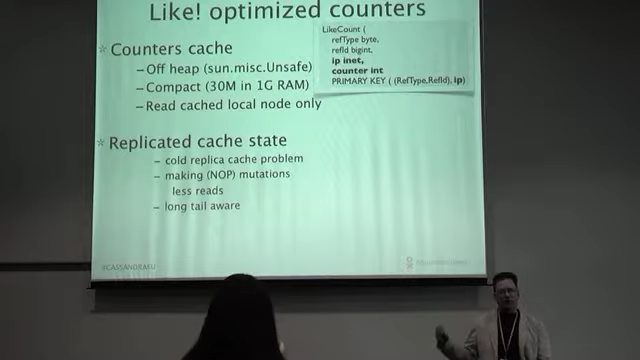 Like! optimized counters
* Counters cache
– Off heap (sun.misc.Unsafe)
– Compact (30M in 1G RAM)
– Read cached local node only
* Replicated cache state
– cold replica cache problem
– making (NOP) mutations
less reads
– long tail aware
LikeCount (
refType byte,
refId bigint,
ip inet,
counter int
PRIMARY KEY ( (RefType,RefId), ip)
#CASSANDRAEU